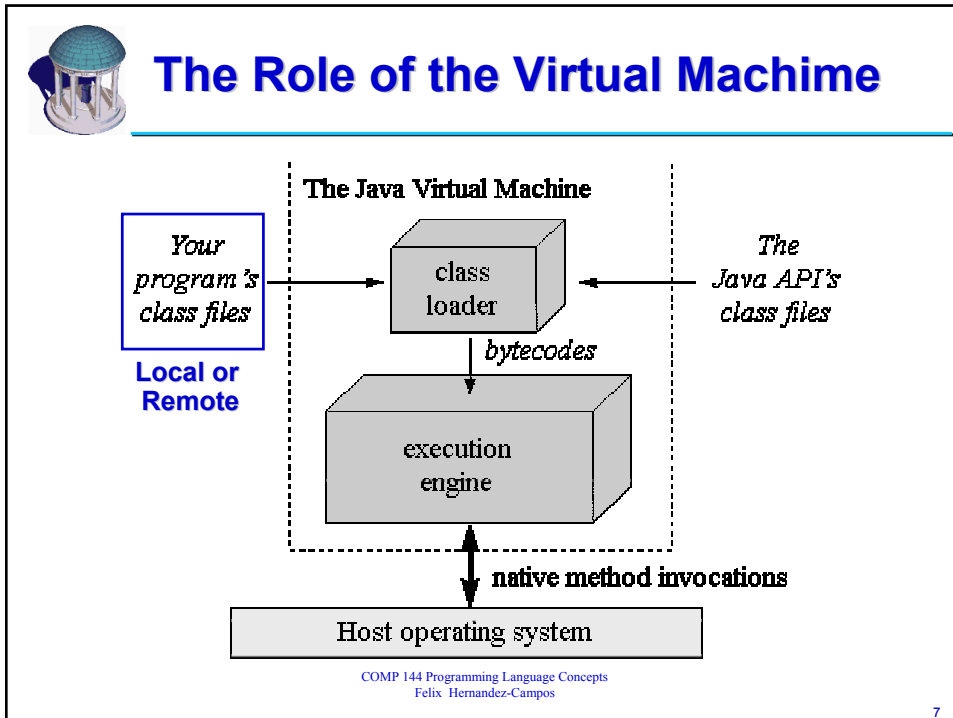 The Role of the Virtual Machime
The Java Virtual Machine
Your
program's
class files
Local or
Remote
class
loader
The
Java API's
class files
bytecodes
execution
engine
native method invocations
Host operating system
COMP 144 Programming Language Concepts
Felix Hernandez-Campos
7